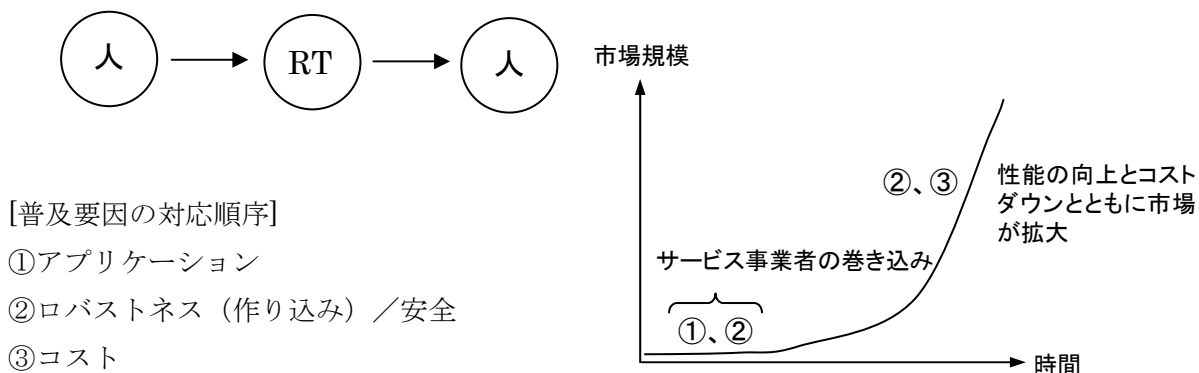 人
RT
人
[普及要因の対応順序]
①アプリケーション
②ロバストネス（作り込み）／安全
③コスト
市場規模
②、③
性能の向上とコスト
ダウンとともに市場
が拡大
サービス事業者の巻き込み
①、②
時間